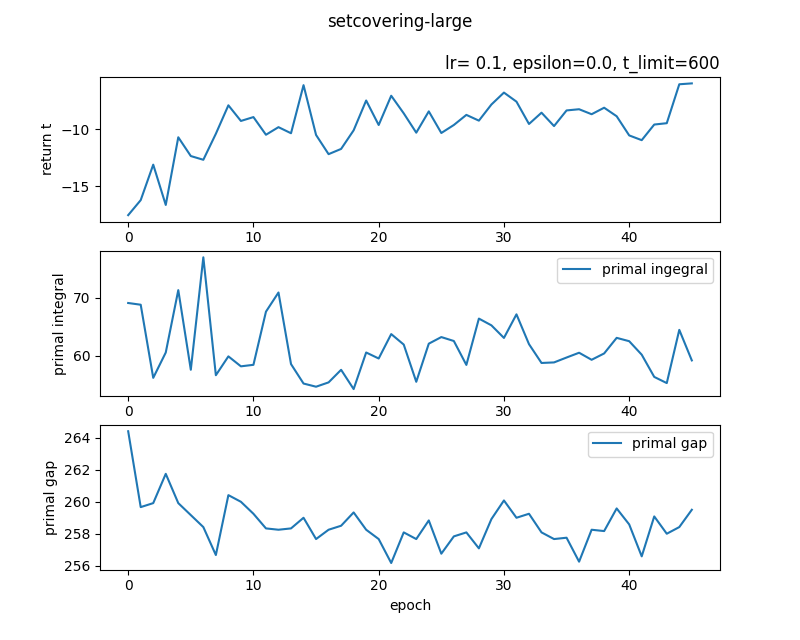 setcovering-large
lr= 0.1, epsilon=0.0, t_limit=600
return t
−10
−15
0 10 20 30 40
primal integral
primal ingegral
70
60
0 10 20 30 40
primal gap
primal gap
264
262
260
258
256
0 10 20 30 40
epoch